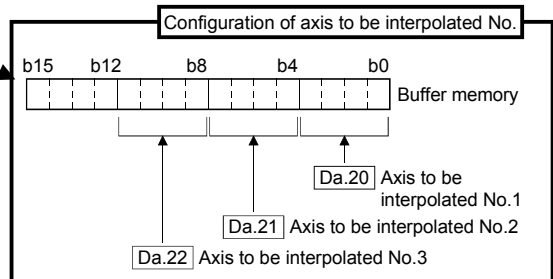 Configuration of axis to be interpolated No.
b15 b12 b8 b4 b0
Buffer memory
Da.20 Axis to be
interpolated No.1
Da.21 Axis to be interpolated No.2
Da.22 Axis to be interpolated No.3